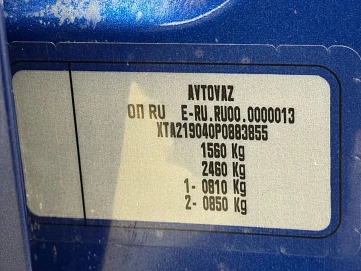 AVTOVAZ
ОП RU E-RU.RU00.0000013
XTA219040P0883855
1560 Kg
2460 Kg
1- 0810 Kg
2- 0850 Kg